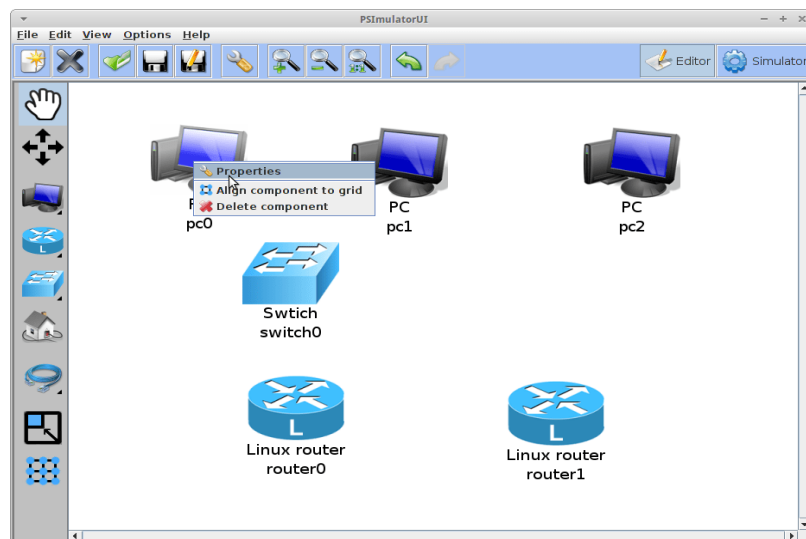 PSImulatorUI
File Edit View Options Help
Editor Simulator
Properties
Align component to grid
Delete component
pc0
PC
pc1
PC
pc2
Swtich
switch0
L
Linux router
router0
L
Linux router
router1
L